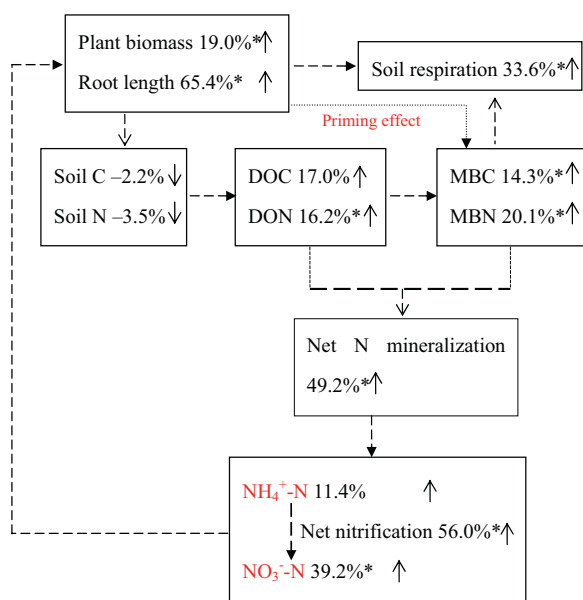 Plant biomass 19.0%*↑
Root length 65.4%* ↑
Soil respiration 33.6%*↑
Priming effect
Soil C –2.2%↓
Soil N –3.5%↓
DOC 17.0%↑
DON 16.2%*↑
MBC 14.3%*↑
MBN 20.1%*↑
Net N mineralization
49.2%*↑
NH₄⁺-N 11.4% ↑
Net nitrification 56.0%*↑
NO₃⁻-N 39.2%* ↑